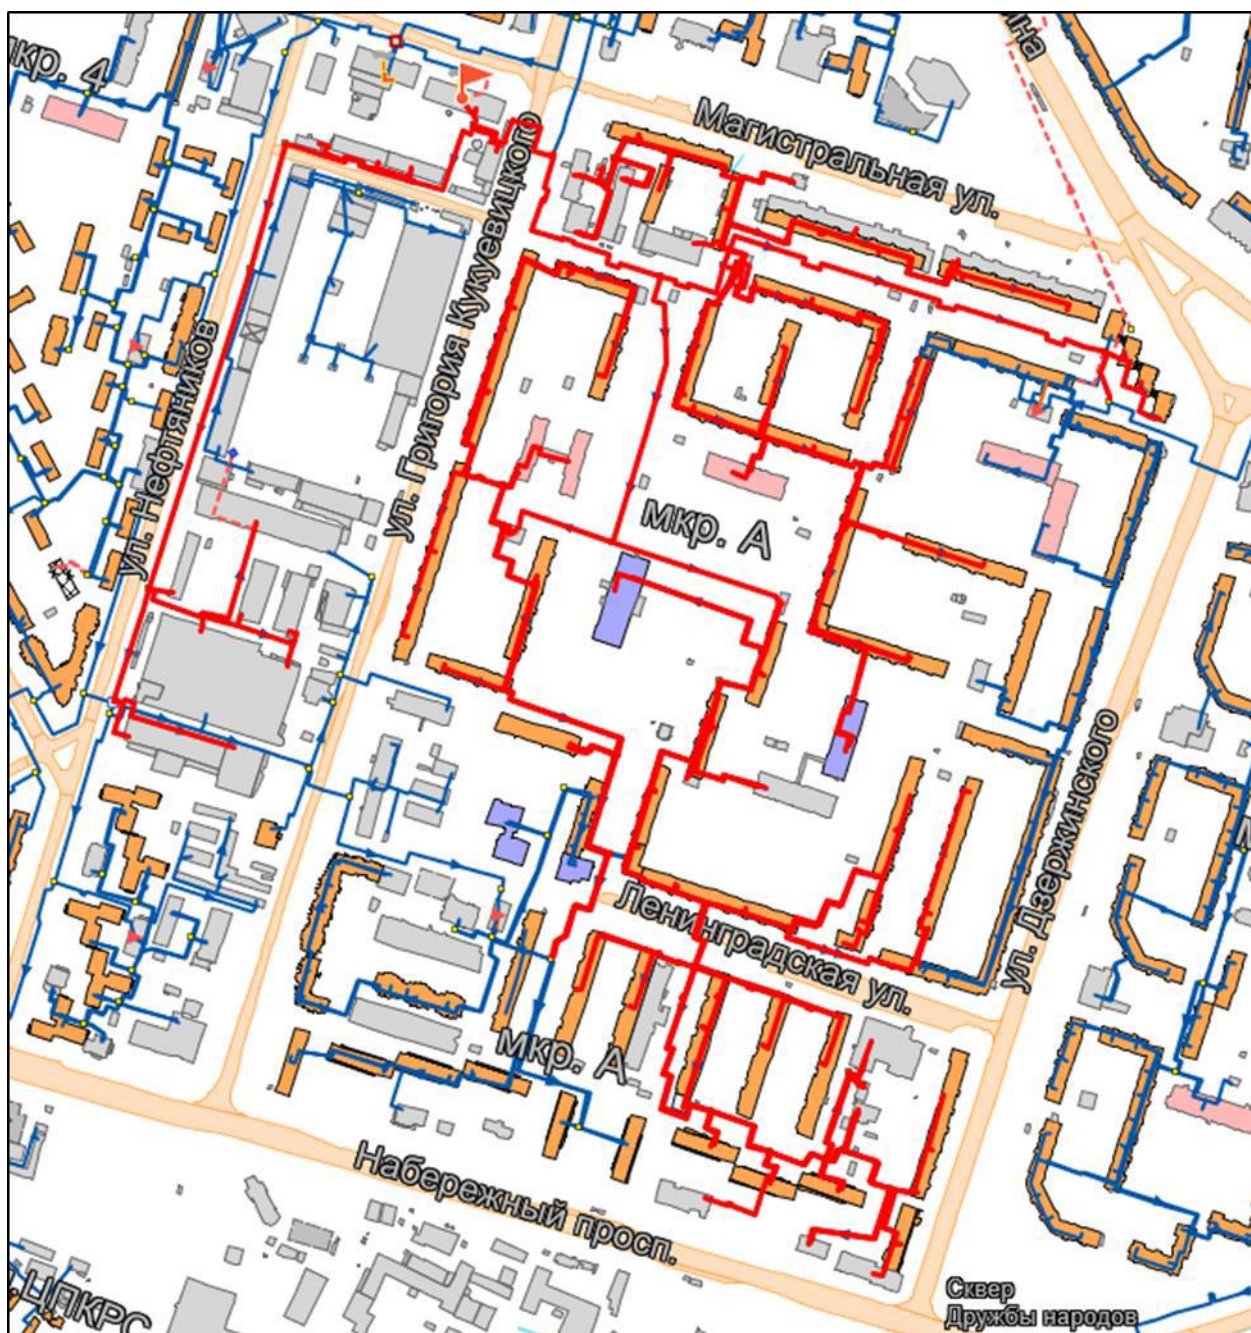 мкр. 4
Магистральная ул.
ул. Григория Кукуевицкого
ул. Нефтяников
мкр. А
ул. Дзержинского
Ленинградская ул.
мкр. А
Набережный просп.
Сквер
Дружбы народов
ЦПКРС